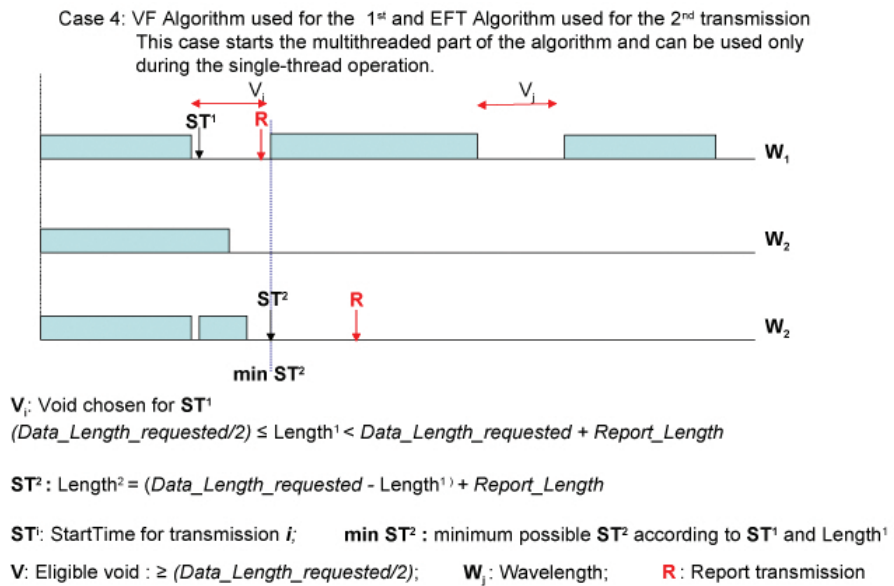 Case 4: VF Algorithm used for the 1st and EFT Algorithm used for the 2nd transmission
This case starts the multithreaded part of the algorithm and can be used only
during the single-thread operation.
Vj Vj
ST¹ R
W1
W2
ST² R
W2
min ST²
Vi: Void chosen for ST¹
(Data_Length_requested/2) ≤ Length¹ < Data_Length_requested + Report_Length
ST² : Length² = (Data_Length_requested - Length¹ ⁾ + Report_Length
STⁱ: StartTime for transmission i; min ST² : minimum possible ST² according to ST¹ and Length¹
V: Eligible void : ≥ (Data_Length_requested/2); Wj : Wavelength; R : Report transmission